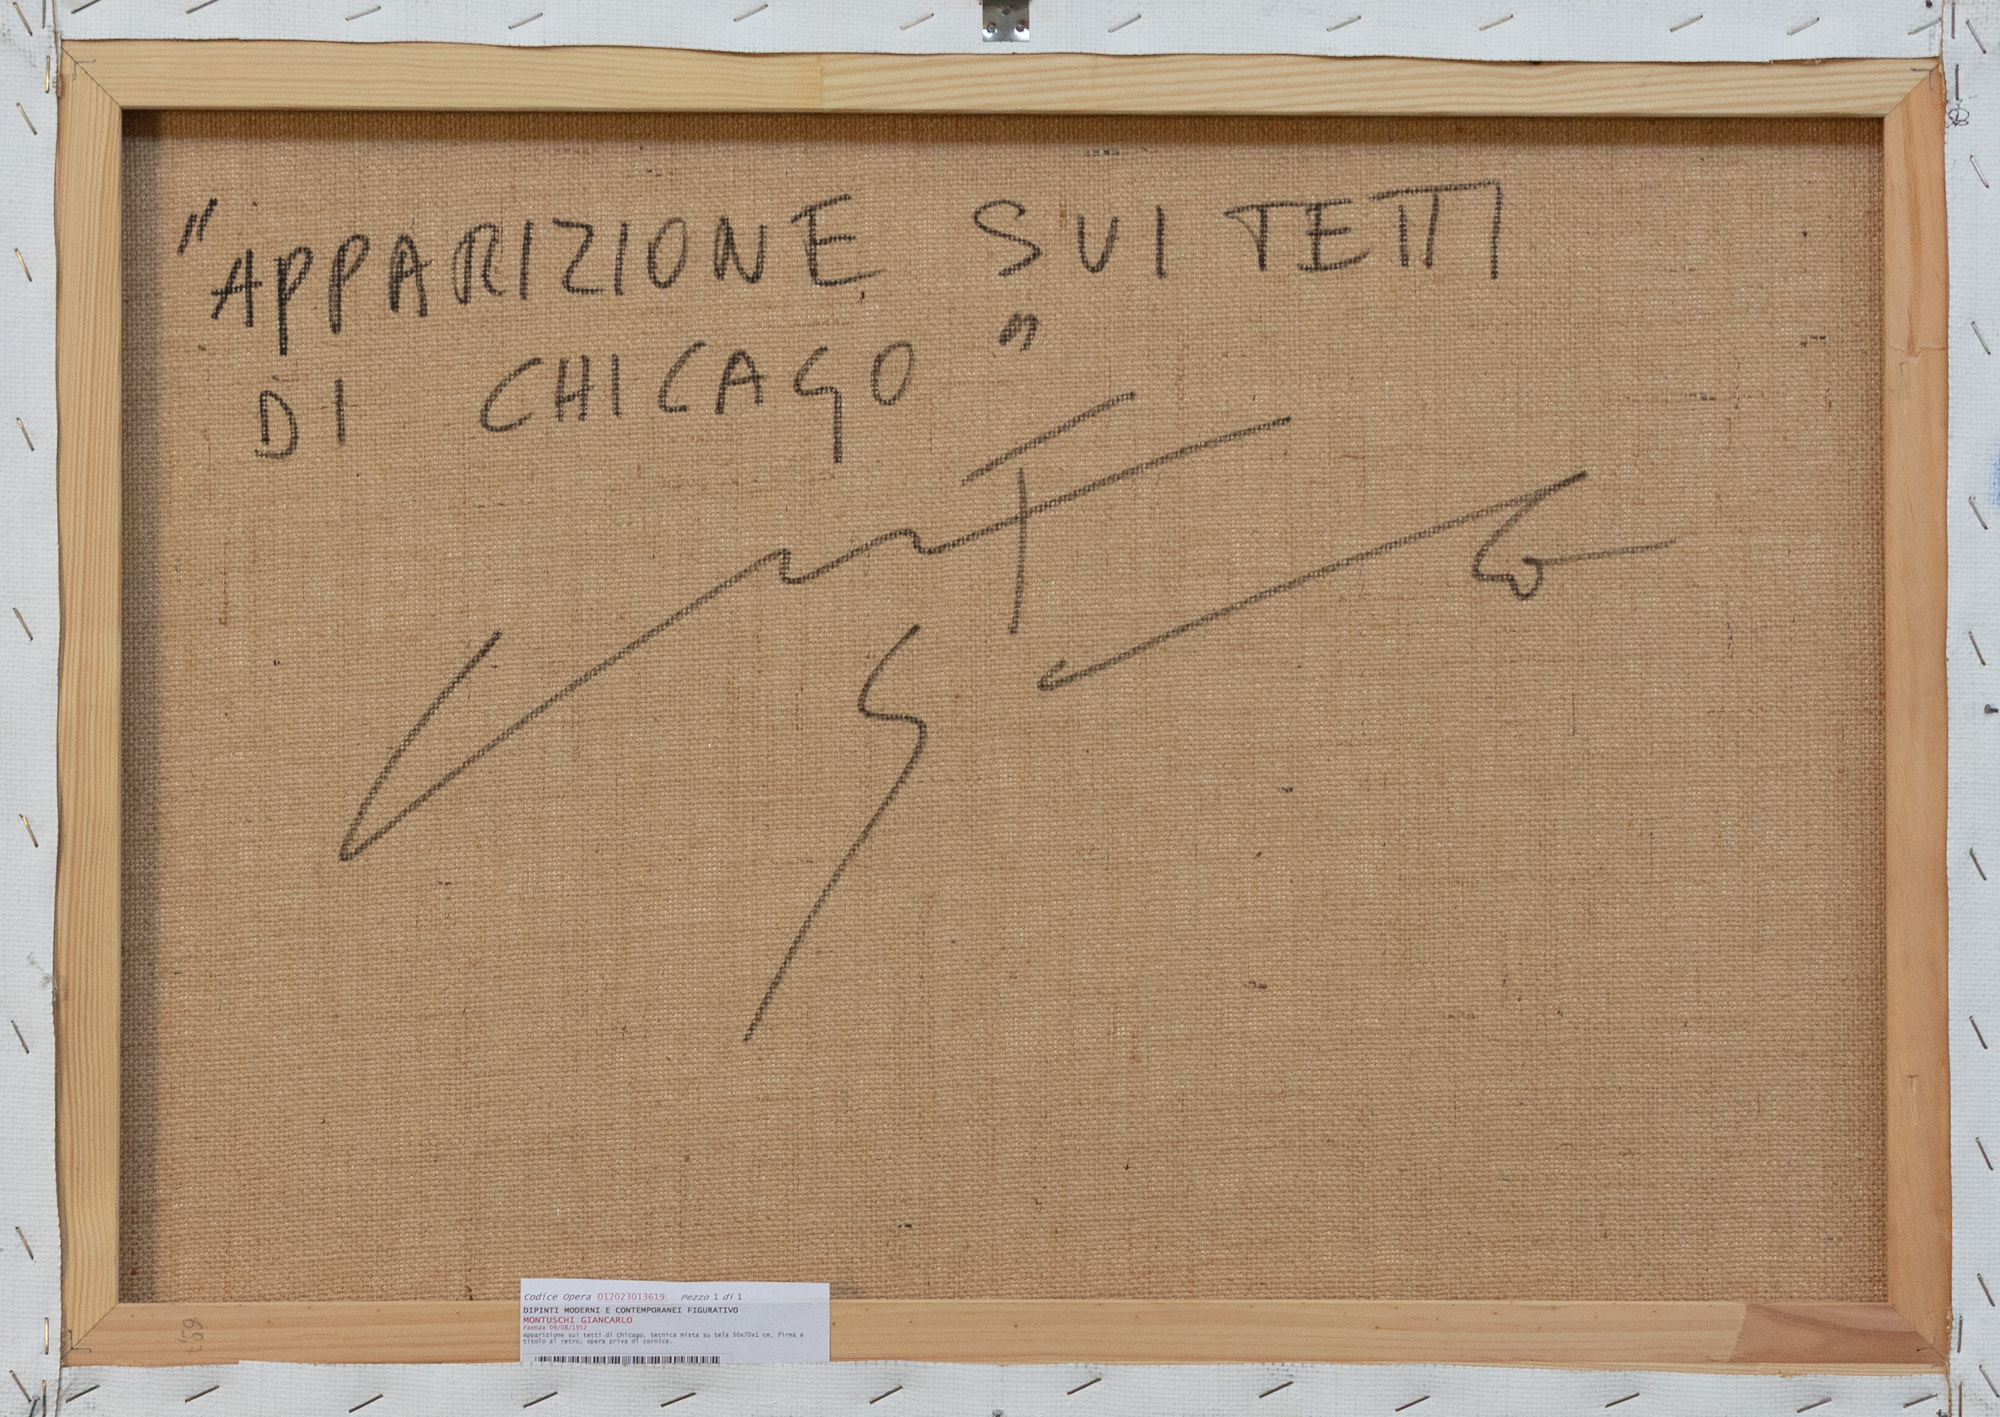 "APPARIZIONE SUI TETTI
DI CHICAGO"
Codice Opera 012023013619 Pezzo 1 di 1
DIPINTI MODERNI E CONTEMPORANEI FIGURATIVO
MONTUSCHI GIANCARLO
Faenza 09/08/1952
Apparizione sui tetti di Chicago, tecnica mista su tela 50x70x1 cm, Firma e
titolo al retro, opera priva di cornice.